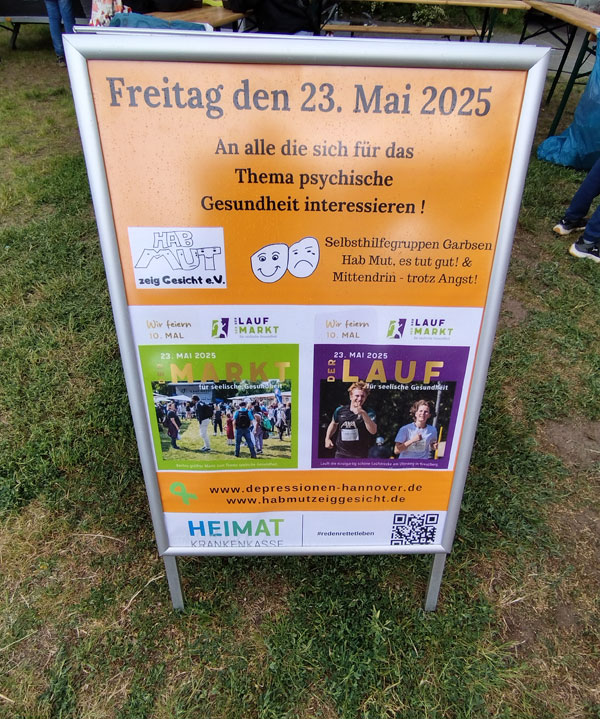 Freitag den 23. Mai 2025
An alle die sich für das
Thema psychische
Gesundheit interessieren !
HAB
MUT
zeig Gesicht e.V.
Selbsthilfegruppen Garbsen
Hab Mut, es tut gut! &
Mittendrin - trotz Angst!
Wir feiern
10. MAL
LAUF
MARKT
23. MAI 2025
DER MARKT
für seelische Gesundheit
Wir feiern
10. MAL
LAUF
MARKT
23. MAI 2025
DER LAUF
für seelische Gesundheit
www.depressionen-hannover.de
www.habmutzeiggesicht.de
HEIMAT
KRANKENKASSE
#redenrettetleben